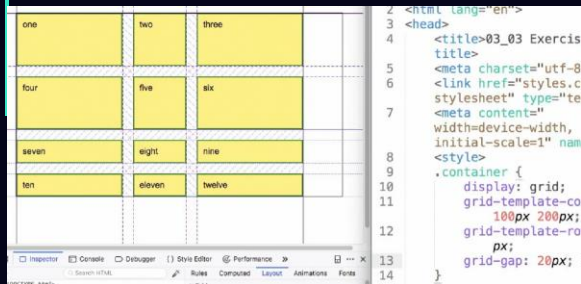 one two three
four five six
seven eight nine
ten eleven twelve
Inspector Console Debugger {} Style Editor Performance »
Search HTML Rules Computed Layout Animations Fonts
2 <html lang="en">
3 <head>
4 <title>03_03 Exercis
title>
5 <meta charset="utf-8
6 <link href="styles.c
stylesheet" type="te
7 <meta content="
width=device-width,
initial-scale=1" nam
8 <style>
9 .container {
10 display: grid;
11 grid-template-co
100px 200px;
12 grid-template-ro
px;
13 grid-gap: 20px;
14 }